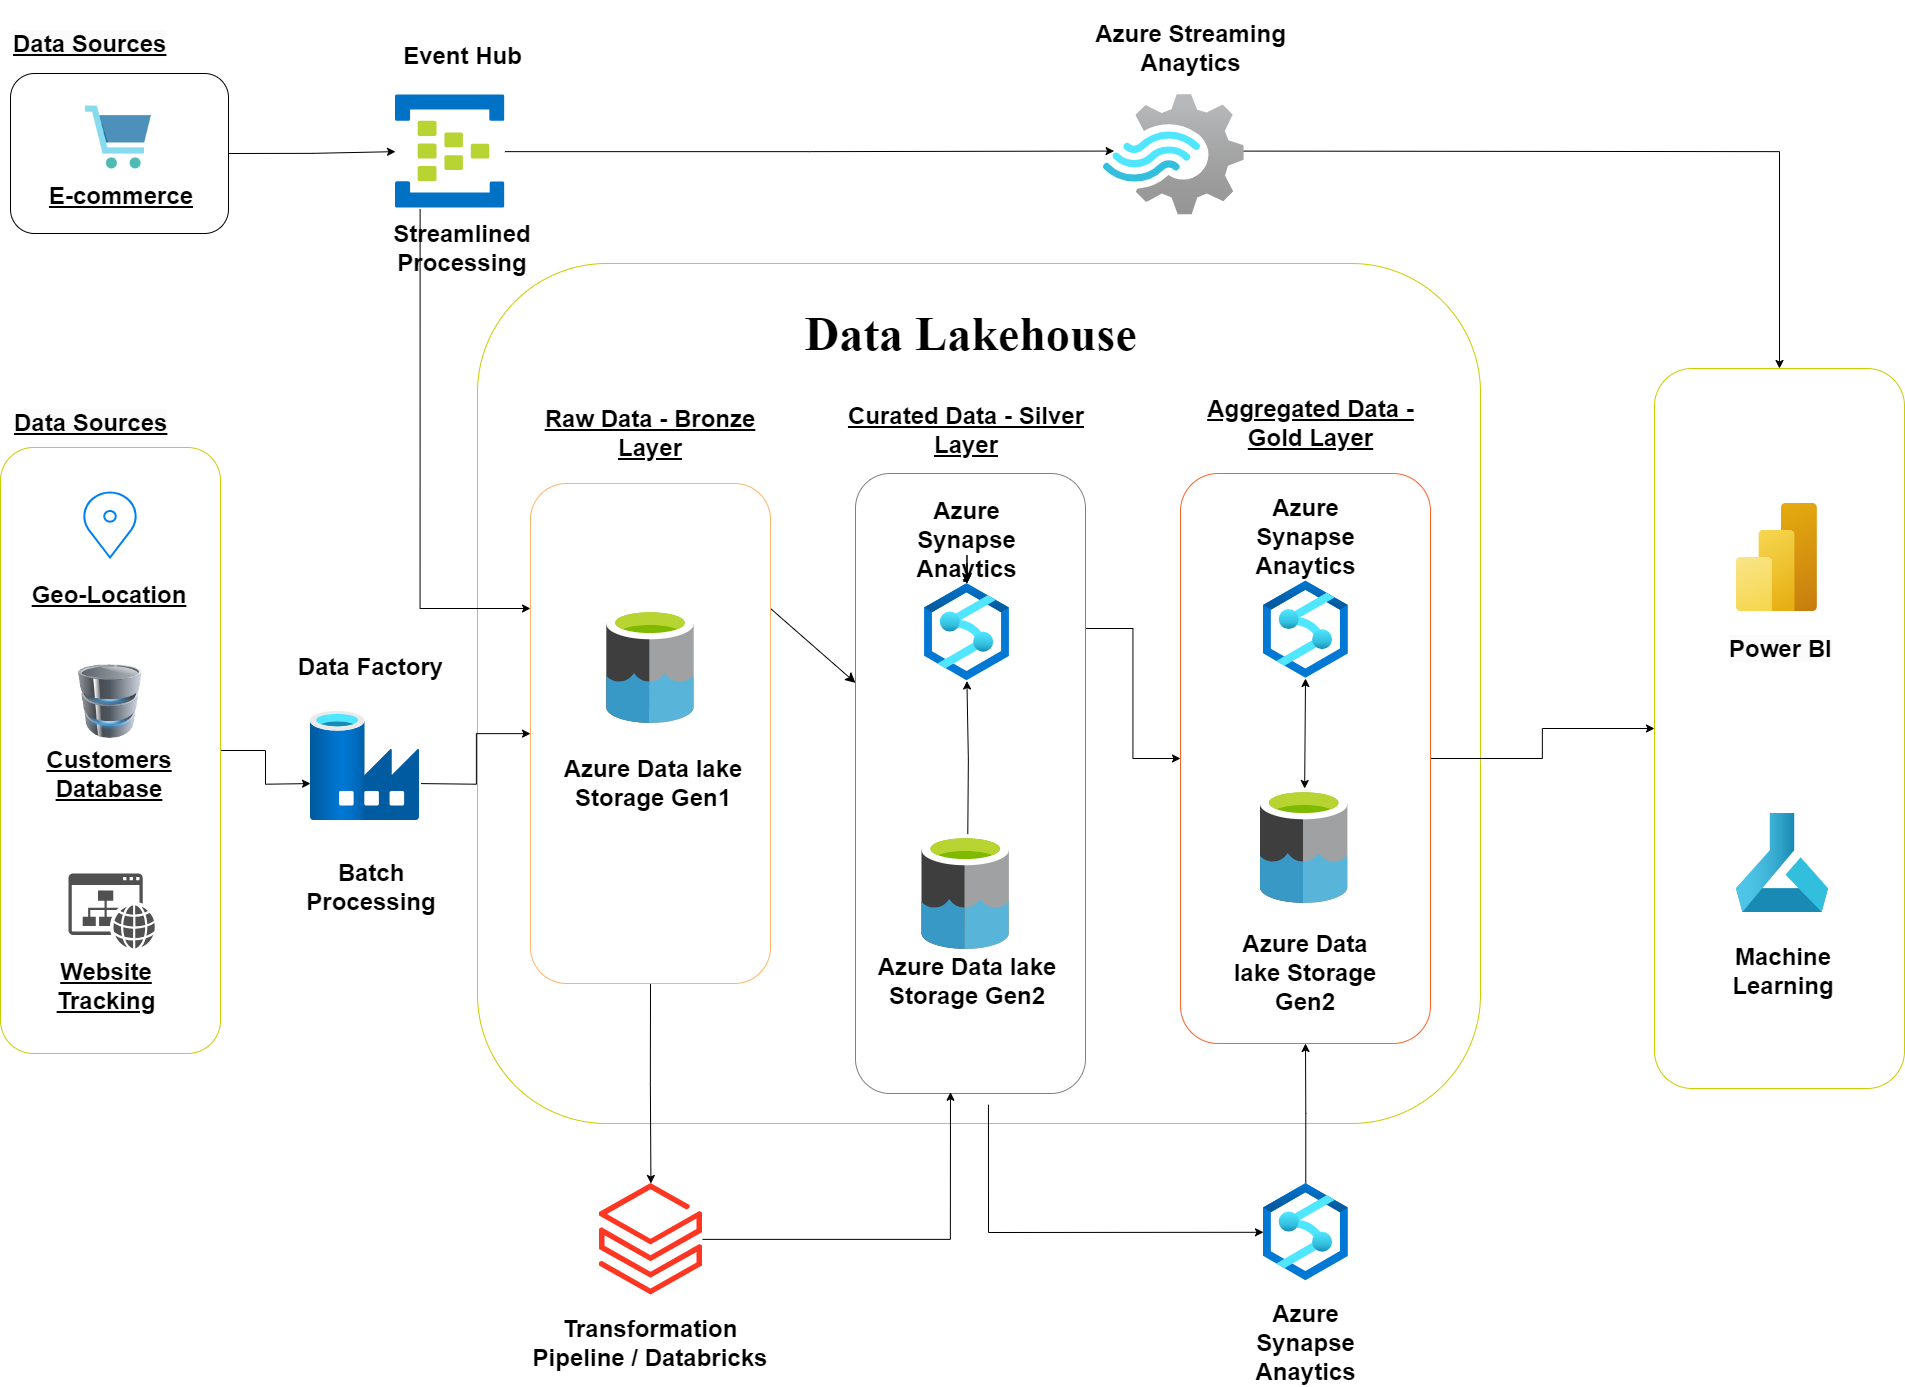 Data Sources
E-commerce
Event Hub
Streamlined
Processing
Azure Streaming
Anaytics
Data Lakehouse
Data Sources
Geo-Location
Customers
Database
Website
Tracking
Data Factory
Batch
Processing
Raw Data - Bronze
Layer
Azure Data lake
Storage Gen1
Curated Data - Silver
Layer
Azure
Synapse
Anaytics
Azure Data lake
Storage Gen2
Aggregated Data -
Gold Layer
Azure
Synapse
Anaytics
Azure Data
lake Storage
Gen2
Power BI
Machine
Learning
Transformation
Pipeline / Databricks
Azure
Synapse
Anaytics